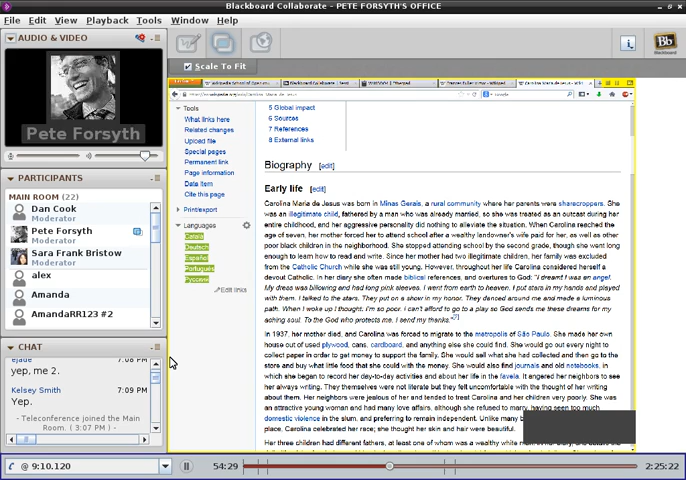 Blackboard Collaborate - PETE FORSYTH'S OFFICE
File Edit View Playback Tools Window Help
AUDIO & VIDEO
Pete Forsyth
PARTICIPANTS
MAIN ROOM (22)
Dan Cook
Moderator
Pete Forsyth
Moderator
Sara Frank Bristow
Moderator
alex
Amanda
AmandaRR123 #2
CHAT
ejade 7:08 PM
yep, me 2.
Kelsey Smith 7:09 PM
Yep.
- Teleconference joined the Main
Room. ( 3:07 PM ) -
Scale To Fit
i
Bb
Tools
What links here
Related changes
Upload file
Special pages
Permanent link
Page information
Data item
Cite this page
Print/export
Languages
Català
Deutsch
Español
Português
Русский
Edit links
5 Global impact
6 Sources
7 References
8 External links
Biography [edit]
Early life [edit]
Carolina Maria de Jesus was born in Minas Gerais, a rural community where her parents were sharecroppers. She
was an illegitimate child, fathered by a man who was already married, so she was treated as an outcast during her
entire childhood, and her aggressive personality did nothing to alleviate the situation. When Carolina reached the
age of seven, her mother forced her to attend school after a wealthy landowner's wife paid for her, as well as other
poor black children in the neighborhood. She stopped attending school by the second grade, though she went long
enough to learn how to read and write. Since her mother had two illegitimate children, her family was excluded
from the Catholic Church while she was still young. However, throughout her life Carolina considered herself a
devout Catholic. In her diary she often made biblical references, and overtures to God: "I dreamt I was an angel.
My dress was billowing and had long pink sleeves. I went from earth to heaven. I put stars in my hands and played
with them. I talked to the stars. They put on a show in my honor. They danced around me and made a luminous
path. When I woke up I thought: I'm so poor. I can't afford to go to a play so God sends me these dreams for my
aching soul. To the God who protects me, I send my thanks."
In 1937, her mother died, and Carolina was forced to migrate to the metropolis of São Paulo. She made her own
house out of used plywood, cans, cardboard, and anything else she could find. She would go out every night to
collect paper in order to get money to support the family. She would sell what she had collected and then go to the
store and buy what little food that she could with the money. She would also find journals and old notebooks, in
which she began to record her day-to-day activities and about her life in the favela. It angered her neighbors to see
her always writing. They themselves were not literate but they felt uncomfortable with the thought of her writing
about them. Her neighbors were jealous of her and tended to treat Carolina and her children very poorly. She was
an attractive young woman and had many love affairs, although she refused to marry, having seen too much
domestic violence in the slum, and preferring to remain independent. Unlike many
place, Carolina celebrated her race; she thought her skin and hair were beautiful.
Her three children had different fathers, at least one of whom was a wealthy white
@ 9:10.120
54:29
2:25:22